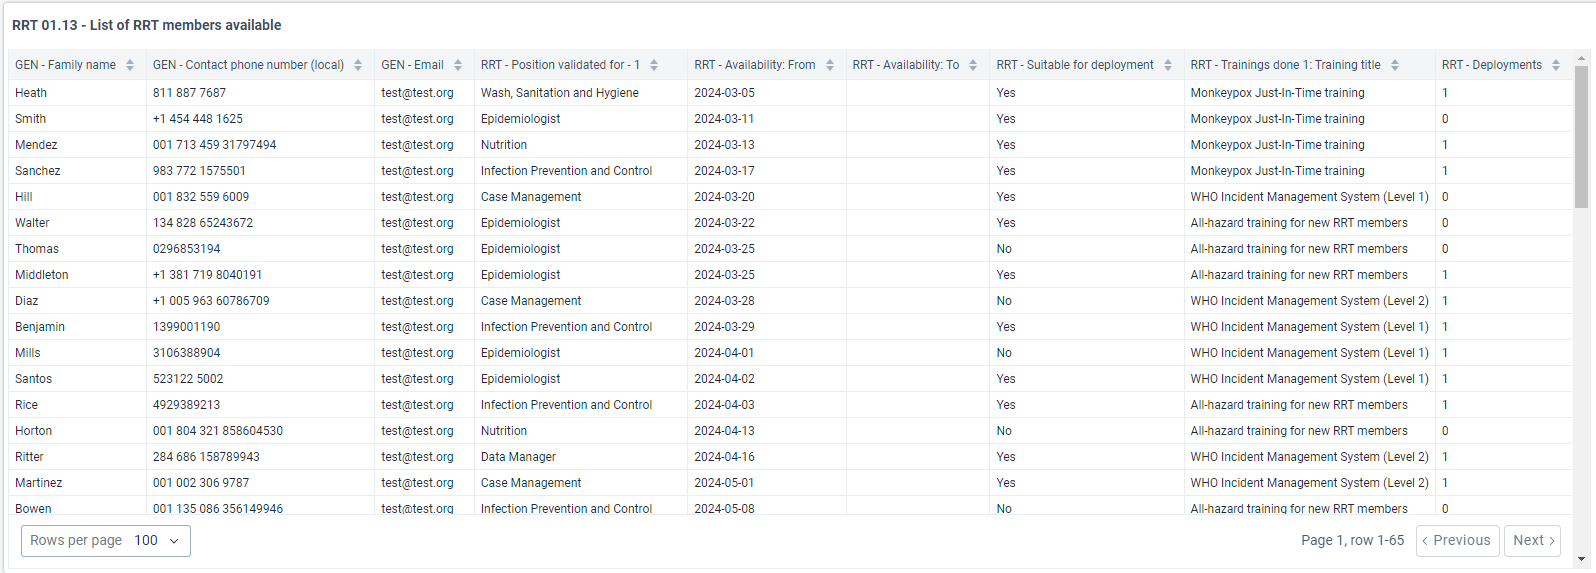 RRT 01.13 - List of RRT members available
GEN - Family name GEN - Contact phone number (local) GEN - Email RRT - Position validated for - 1 RRT - Availability: From RRT - Availability: To RRT - Suitable for deployment RRT - Trainings done 1: Training title RRT - Deployments
Heath 811 887 7687 test@test.org Wash, Sanitation and Hygiene 2024-03-05 Yes Monkeypox Just-In-Time training 1
Smith +1 454 448 1625 test@test.org Epidemiologist 2024-03-11 Yes Monkeypox Just-In-Time training 0
Mendez 001 713 459 31797494 test@test.org Nutrition 2024-03-13 Yes Monkeypox Just-In-Time training 1
Sanchez 983 772 1575501 test@test.org Infection Prevention and Control 2024-03-17 Yes Monkeypox Just-In-Time training 1
Hill 001 832 559 6009 test@test.org Case Management 2024-03-20 Yes WHO Incident Management System (Level 1) 0
Walter 134 828 65243672 test@test.org Epidemiologist 2024-03-22 Yes All-hazard training for new RRT members 0
Thomas 0296853194 test@test.org Epidemiologist 2024-03-25 No All-hazard training for new RRT members 0
Middleton +1 381 719 8040191 test@test.org Epidemiologist 2024-03-25 Yes All-hazard training for new RRT members 1
Diaz +1 005 963 60786709 test@test.org Case Management 2024-03-28 No WHO Incident Management System (Level 2) 1
Benjamin 1399001190 test@test.org Infection Prevention and Control 2024-03-29 Yes WHO Incident Management System (Level 1) 1
Mills 3106388904 test@test.org Epidemiologist 2024-04-01 No WHO Incident Management System (Level 1) 1
Santos 523122 5002 test@test.org Epidemiologist 2024-04-02 Yes WHO Incident Management System (Level 1) 1
Rice 4929389213 test@test.org Infection Prevention and Control 2024-04-03 Yes All-hazard training for new RRT members 1
Horton 001 804 321 858604530 test@test.org Nutrition 2024-04-13 No All-hazard training for new RRT members 0
Ritter 284 686 158789943 test@test.org Data Manager 2024-04-16 Yes WHO Incident Management System (Level 2) 1
Martinez 001 002 306 9787 test@test.org Case Management 2024-05-01 Yes WHO Incident Management System (Level 2) 1
Bowen 001 135 086 356149946 test@test.org Infection Prevention and Control 2024-05-08 No All-hazard training for new RRT members 0
Rows per page 100 Page 1, row 1-65 Previous Next